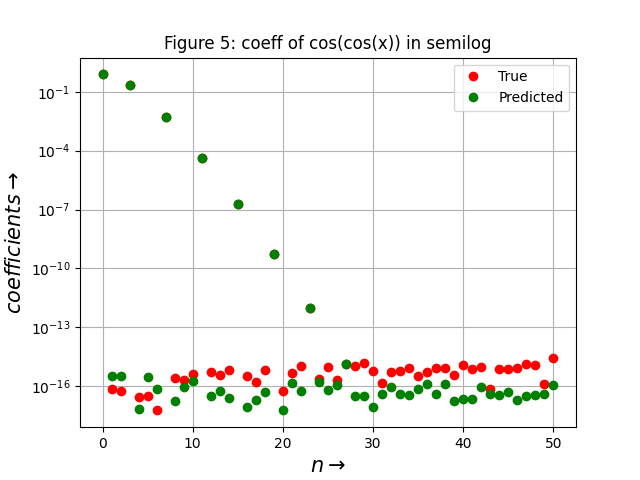 Figure 5: coeff of cos(cos(x)) in semilog
True
Predicted
10⁻¹
10⁻⁴
10⁻⁷
10⁻¹⁰
10⁻¹³
10⁻¹⁶
coefficients→
0 10 20 30 40 50
n→